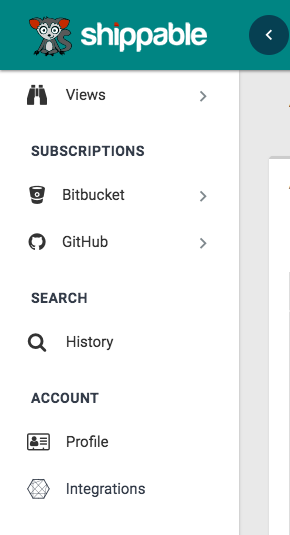 shippable
Views
SUBSCRIPTIONS
Bitbucket
GitHub
SEARCH
History
ACCOUNT
Profile
Integrations